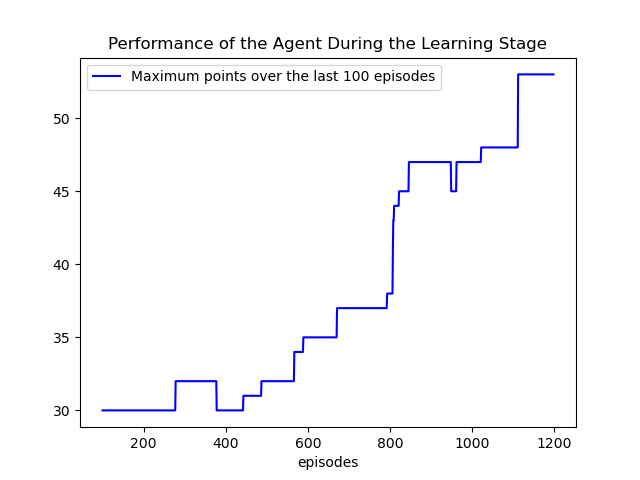 Performance of the Agent During the Learning Stage
Maximum points over the last 100 episodes
50
45
40
35
30
200 400 600 800 1000 1200
episodes